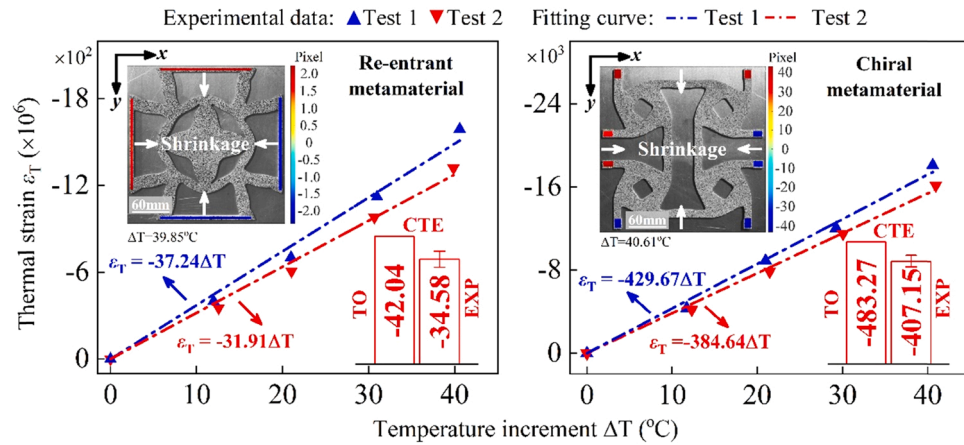 Experimental data: Test 1 Test 2 Fitting curve: Test 1 Test 2
Thermal strain εT (×10⁶)
×10²
-18
-12
-6
0
x
y
Pixel
2.0
1.5
1.0
0.5
0
-0.5
-1.0
-1.5
-2.0
Shrinkage
60mm
ΔT=39.85°C
Re-entrant
metamaterial
εT = -37.24ΔT
εT = -31.91ΔT
CTE
TO
-42.04
-34.58
EXP
0 10 20 30 40
×10³
-24
-16
-8
0
x
y
Pixel
40
30
20
10
0
-10
-20
-30
-40
Shrinkage
60mm
ΔT=40.61°C
Chiral
metamaterial
εT = -429.67ΔT
εT =-384.64ΔT
CTE
TO
-483.27
-407.15
EXP
0 10 20 30 40
Temperature increment ΔT (°C)